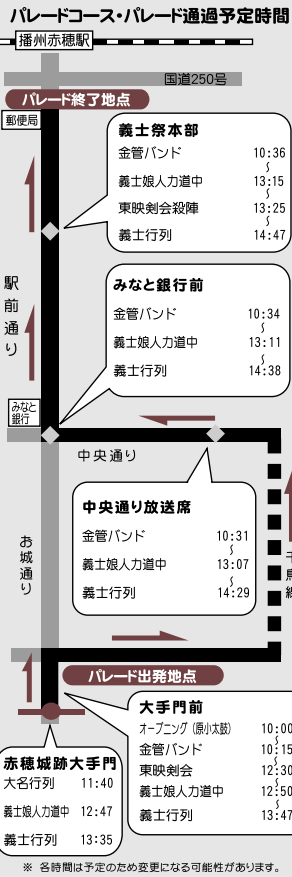 パレードコース・パレード通過予定時間
播州赤穂駅
国道250号
パレード終了地点
郵便局
義士祭本部
金管バンド 10:36
〜
義士娘人力道中 13:15
〜
東映剣会殺陣 13:25
〜
義士行列 14:47
駅前通り
みなと銀行前
金管バンド 10:34
〜
義士娘人力道中 13:11
〜
義士行列 14:38
みなと
銀行
中央通り
中央通り放送席
金管バンド 10:31
〜
義士娘人力道中 13:07
〜
義士行列 14:29
お城通り
パレード出発地点
大手門前
オープニング(原小太鼓) 10:00
〜
金管バンド 10:15
東映剣会 12:30
〜
義士娘人力道中 12:50
〜
義士行列 13:47
赤穂城跡大手門
大名行列 11:40
義士娘人力道中 12:47
義士行列 13:35
※ 各時間は予定のため変更になる可能性があります。